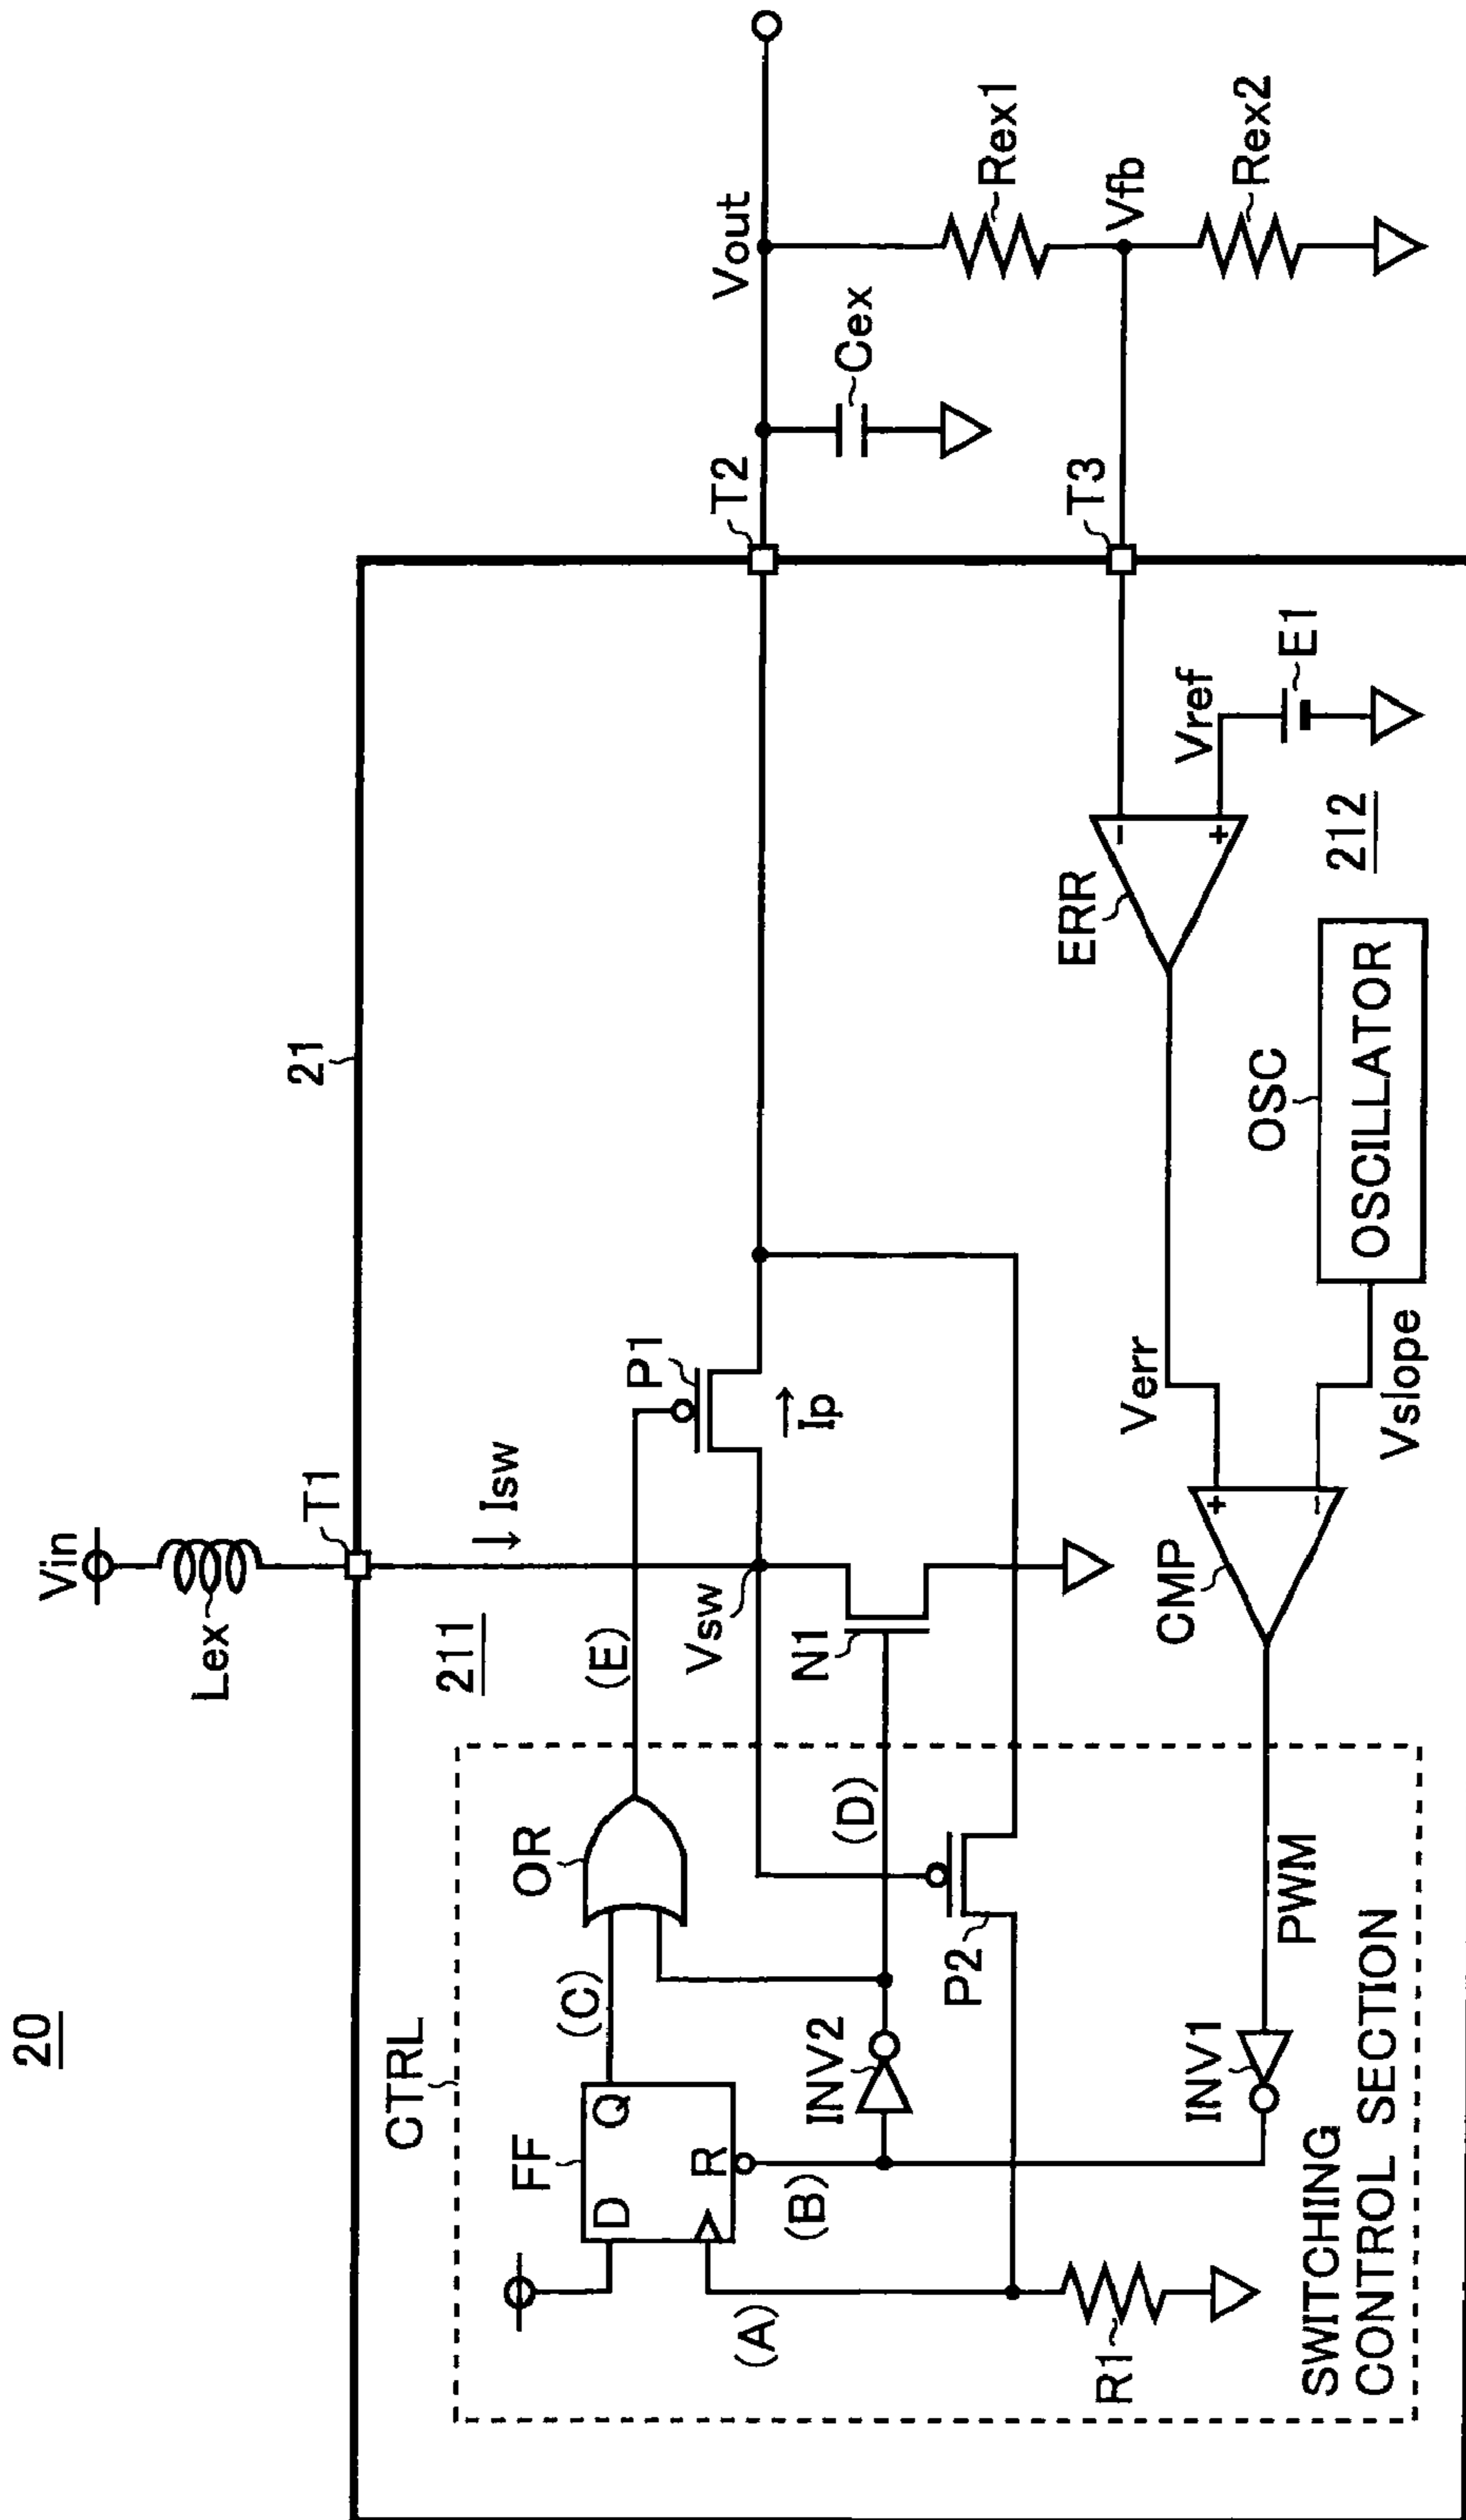 20
Vin
Lex
T1
21
211
Isw
CTRL
FF
D
Q
R
(C)
OR
(E)
P1
T2
Vout
Vsw
Ip
Cex
(A)
(B)
INV2
(D)
N1
P2
R1
INV1
PWM
CMP
+
-
Verr
Vslope
ERR
-
+
T3
Vfb
Rex1
Rex2
Vref
E1
212
OSC
OSCILLATOR
SWITCHING
CONTROL SECTION